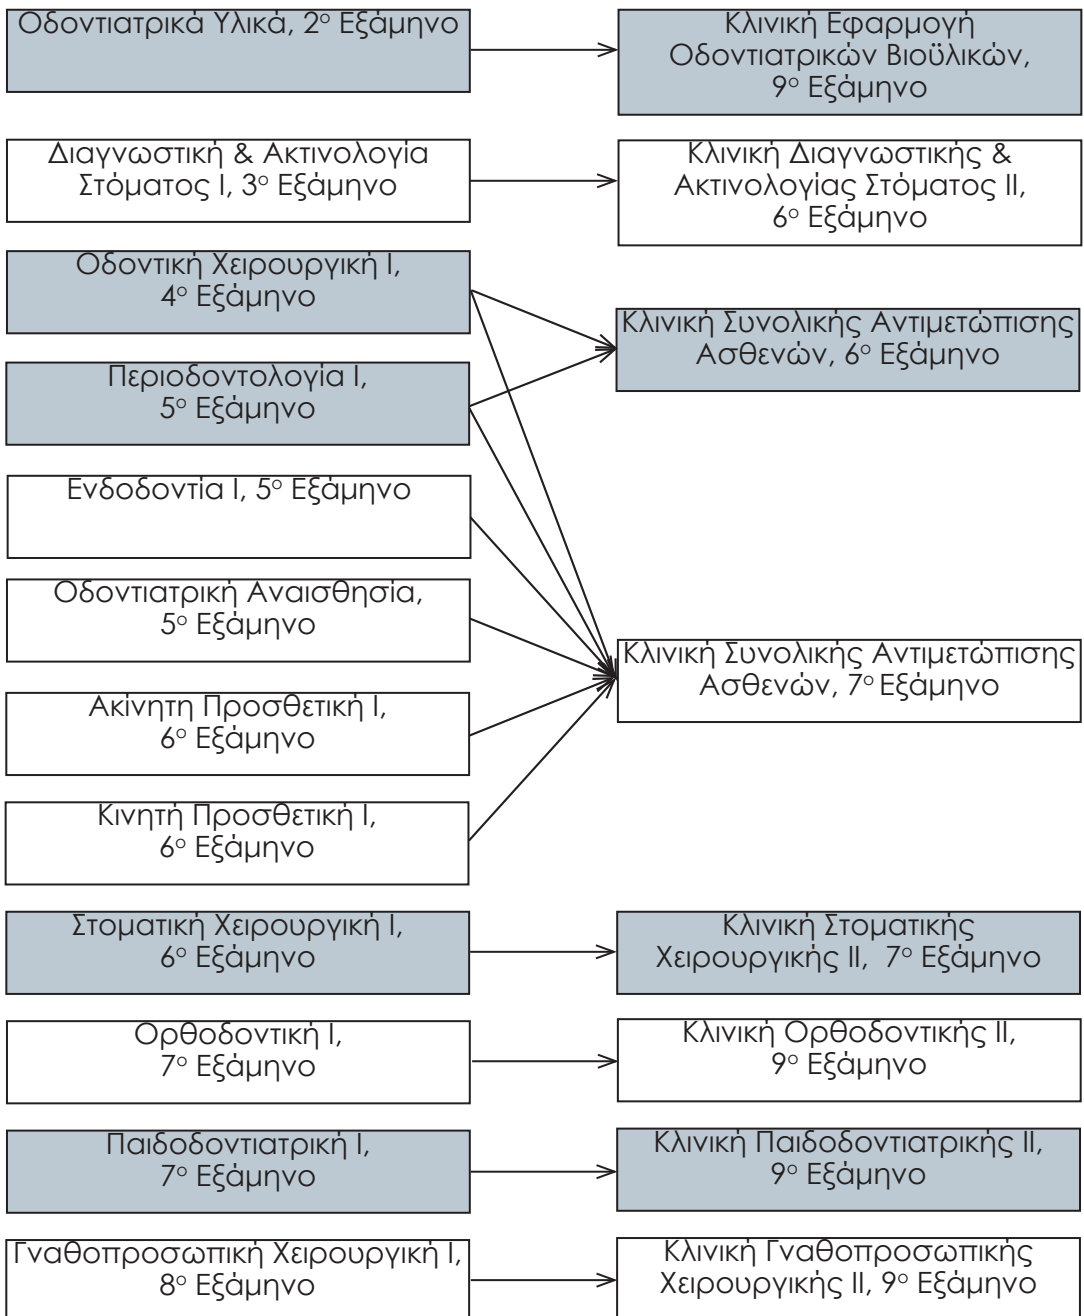 Οδοντιατρικά Υλικά, 2ο Εξάμηνο
Κλινική Εφαρμογή
Οδοντιατρικών Βιοϋλικών,
9ο Εξάμηνο
Διαγνωστική & Ακτινολογία
Στόματος Ι, 3ο Εξάμηνο
Κλινική Διαγνωστικής &
Ακτινολογίας Στόματος ΙΙ,
6ο Εξάμηνο
Οδοντική Χειρουργική Ι,
4ο Εξάμηνο
Κλινική Συνολικής Αντιμετώπισης
Ασθενών, 6ο Εξάμηνο
Περιοδοντολογία Ι,
5ο Εξάμηνο
Ενδοδοντία Ι, 5ο Εξάμηνο
Οδοντιατρική Αναισθησία,
5ο Εξάμηνο
Κλινική Συνολικής Αντιμετώπισης
Ασθενών, 7ο Εξάμηνο
Ακίνητη Προσθετική Ι,
6ο Εξάμηνο
Κινητή Προσθετική Ι,
6ο Εξάμηνο
Στοματική Χειρουργική Ι,
6ο Εξάμηνο
Κλινική Στοματικής
Χειρουργικής ΙΙ, 7ο Εξάμηνο
Ορθοδοντική Ι,
7ο Εξάμηνο
Κλινική Ορθοδοντικής ΙΙ,
9ο Εξάμηνο
Παιδοδοντιατρική Ι,
7ο Εξάμηνο
Κλινική Παιδοδοντιατρικής ΙΙ,
9ο Εξάμηνο
Γναθοπροσωπική Χειρουργική Ι,
8ο Εξάμηνο
Κλινική Γναθοπροσωπικής
Χειρουργικής ΙΙ, 9ο Εξάμηνο